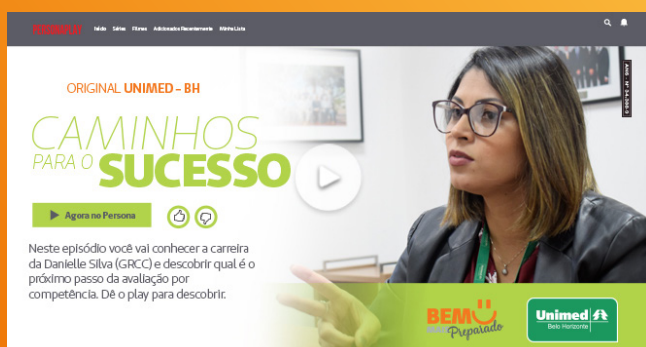 Início Séries Filmes Adicionados Recentemente Minha Lista
ORIGINAL UNIMED - BH
CAMINHOS
PARA O SUCESSO
Agora no Persona
Neste episódio você vai conhecer a carreira
da Danielle Silva (GRCC) e descobrir qual é o
próximo passo da avaliação por
competência. Dê o play para descobrir.
BEM
Preparado
Unimed
Belo Horizonte